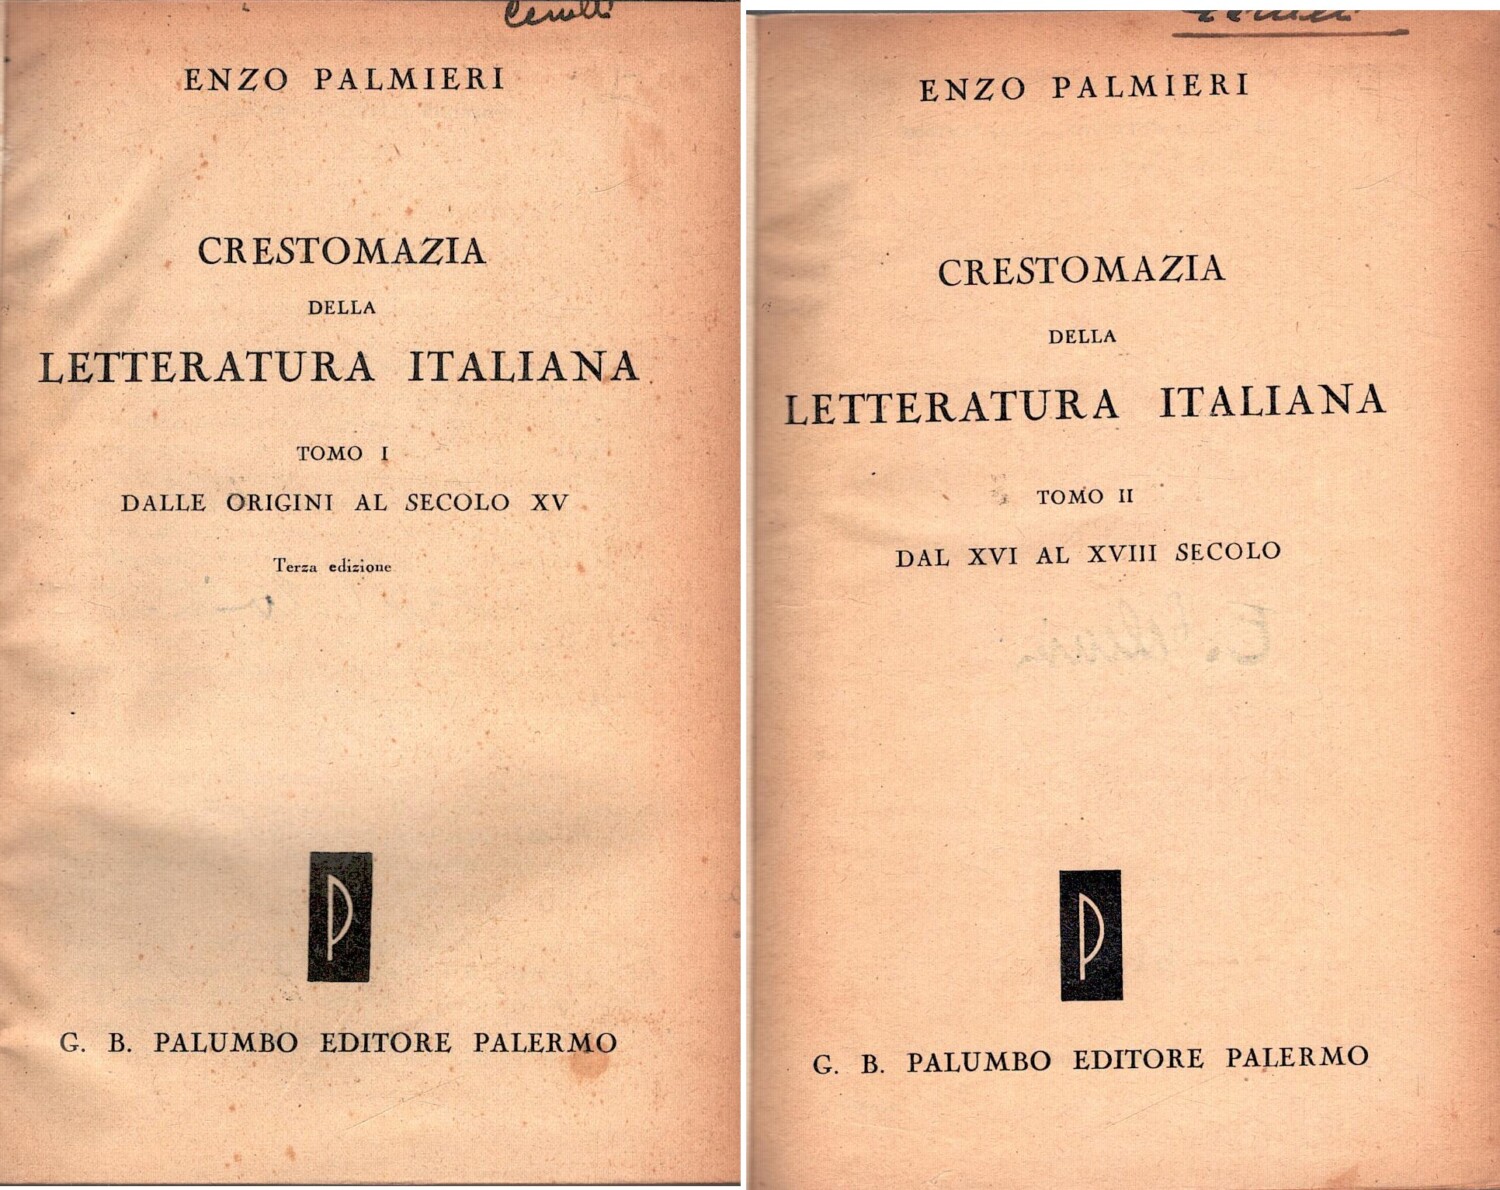 Cerulli
ENZO PALMIERI
CRESTOMAZIA
DELLA
LETTERATURA ITALIANA
TOMO I
DALLE ORIGINI AL SECOLO XV
Terza edizione
P
G. B. PALUMBO EDITORE PALERMO
ENZO PALMIERI
CRESTOMAZIA
DELLA
LETTERATURA ITALIANA
TOMO II
DAL XVI AL XVIII SECOLO
P
G. B. PALUMBO EDITORE PALERMO